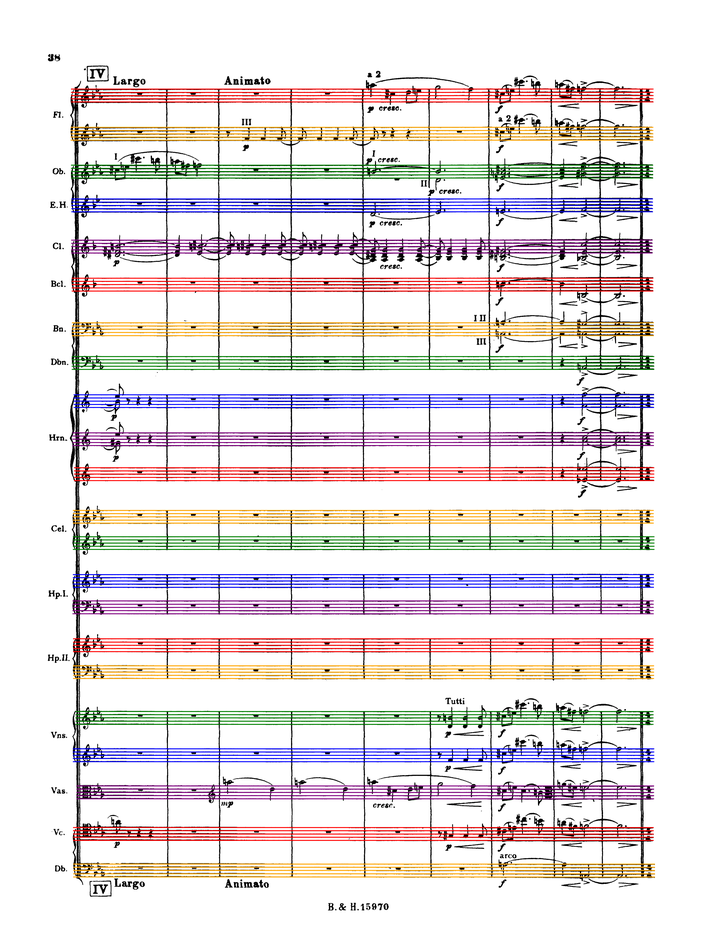 38
IV Largo Animato
a 2
Fl.
p cresc.
III
a 2
p
f
I
p cresc.
Ob.
II
p cresc.
f
E.H.
p cresc.
f
Cl.
p
cresc.
f
Bcl.
f
I II
Bn.
III
f
Dbn.
f
p
f
Hrn.
p
f
f
Cel.
Hp.I.
Hp.II.
Tutti
p
f
Vns.
p
f
Vas.
mp
cresc.
f
Vc.
p
p
f
arco
Db.
f
IV Largo Animato
B. & H. 15970